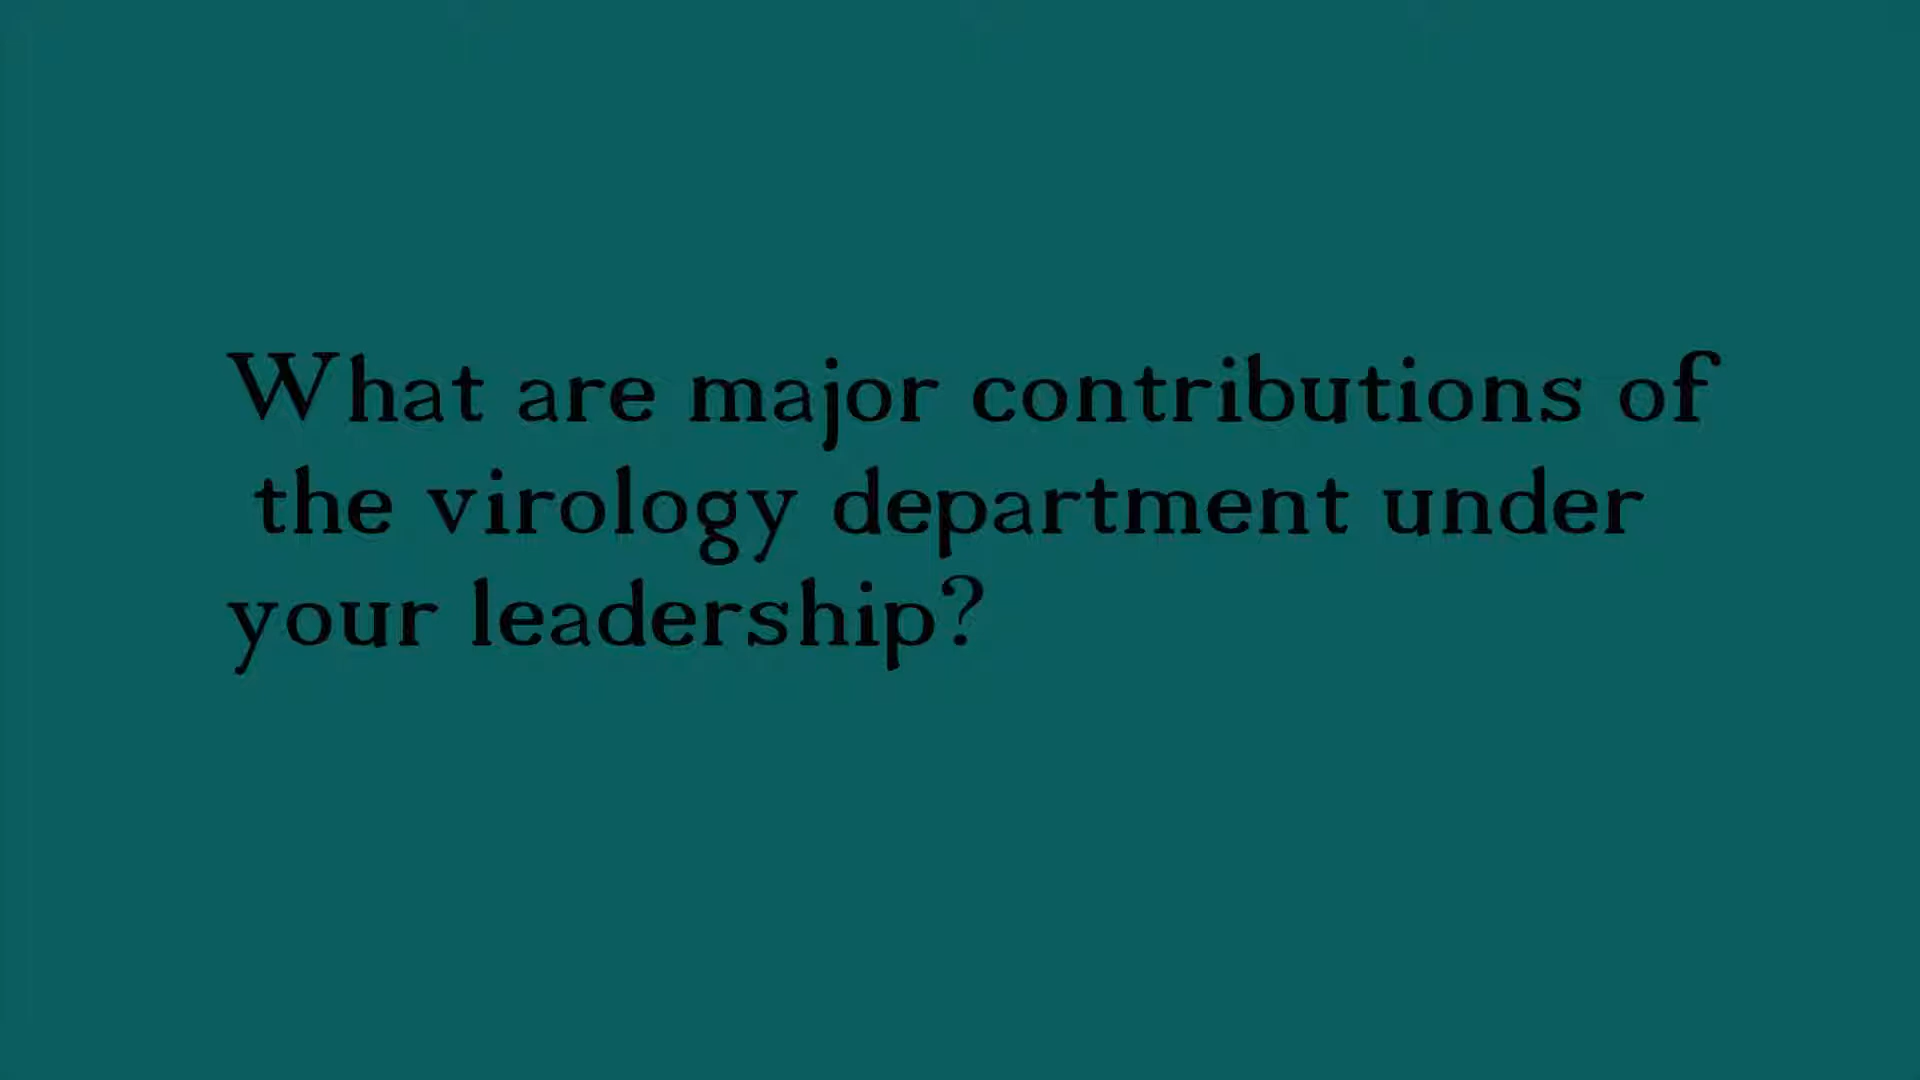 What are major contributions of
the virology department under
your leadership?